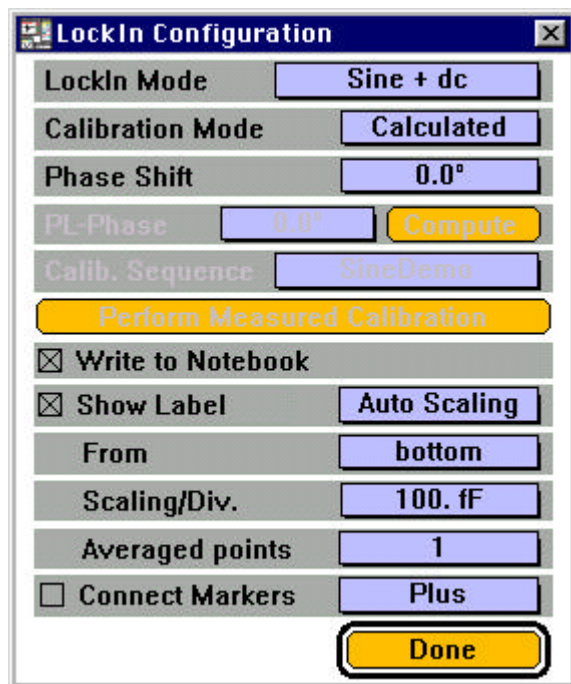 LockIn Configuration
LockIn Mode Sine + dc
Calibration Mode Calculated
Phase Shift 0.0°
PL-Phase 0.0° Compute
Calib. Sequence SineDemo
Perform Measured Calibration
Write to Notebook
Show Label Auto Scaling
From bottom
Scaling/Div. 100. fF
Averaged points 1
Connect Markers Plus
Done